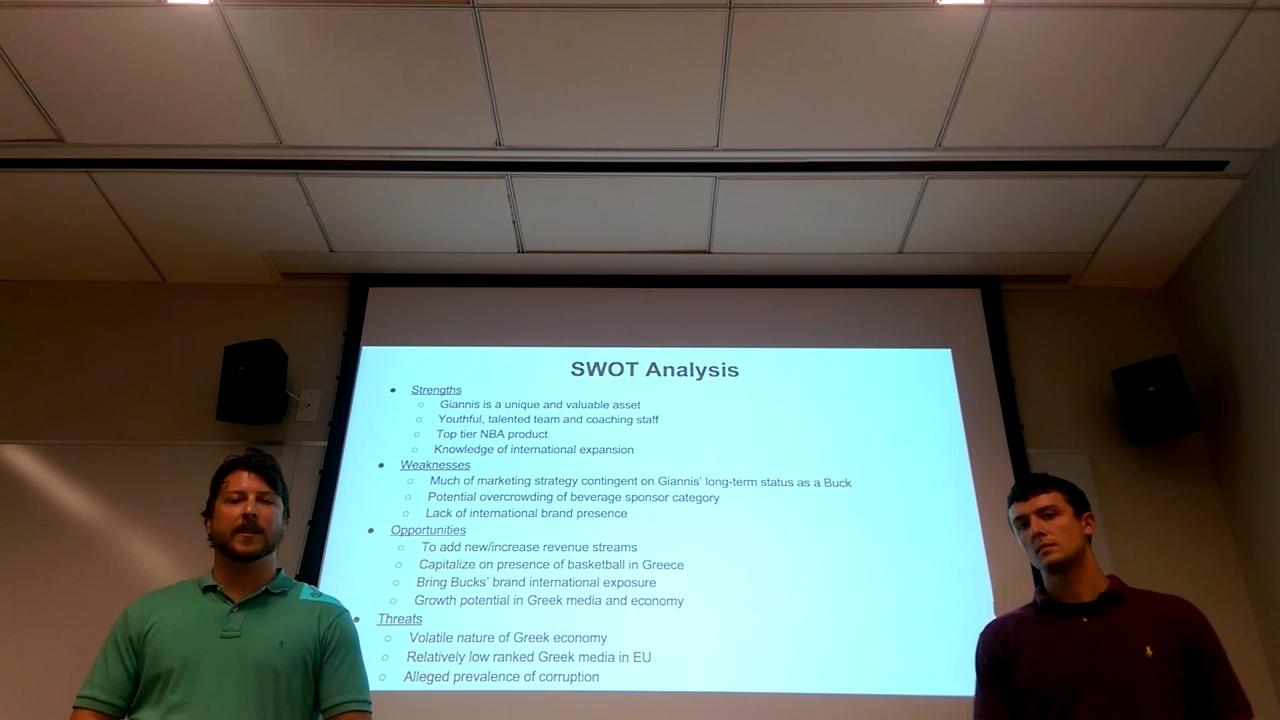 SWOT Analysis
● Strengths
○ Giannis is a unique and valuable asset
○ Youthful, talented team and coaching staff
○ Top tier NBA product
○ Knowledge of international expansion
● Weaknesses
○ Much of marketing strategy contingent on Giannis' long-term status as a Buck
○ Potential overcrowding of beverage sponsor category
○ Lack of international brand presence
● Opportunities
○ To add new/increase revenue streams
○ Capitalize on presence of basketball in Greece
○ Bring Bucks' brand international exposure
○ Growth potential in Greek media and economy
● Threats
○ Volatile nature of Greek economy
○ Relatively low ranked Greek media in EU
○ Alleged prevalence of corruption